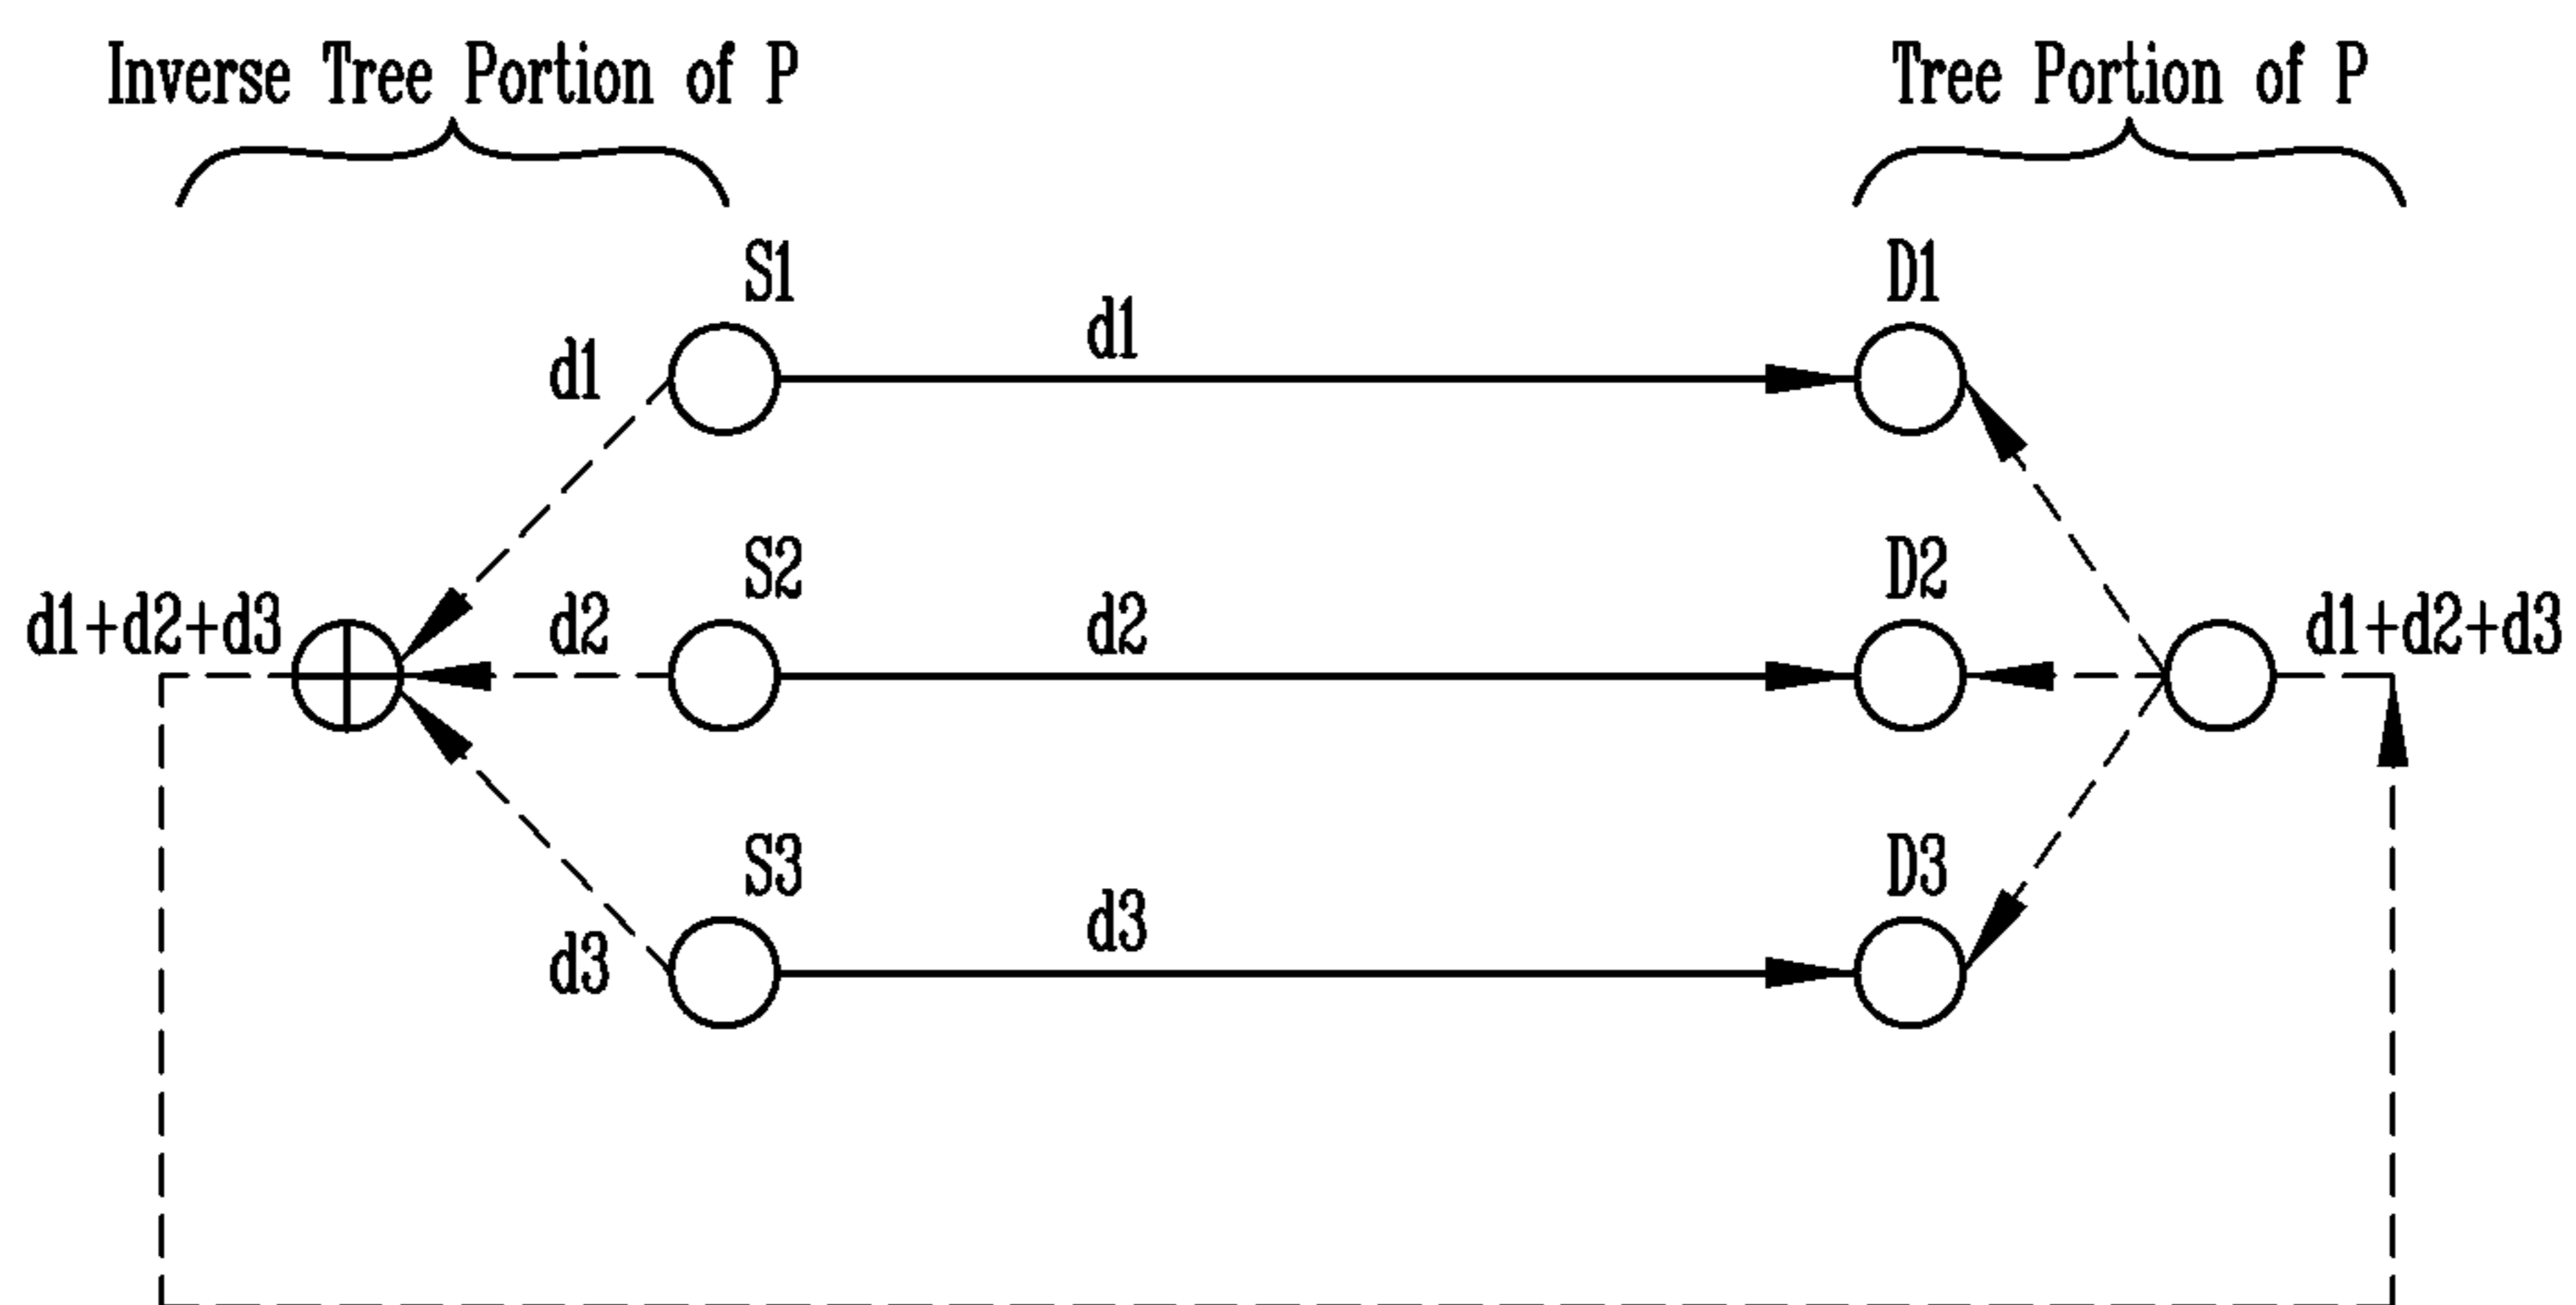 Inverse Tree Portion of P
Tree Portion of P
S1
D1
d1
d1
S2
D2
d1+d2+d3
d2
d2
d1+d2+d3
S3
D3
d3
d3